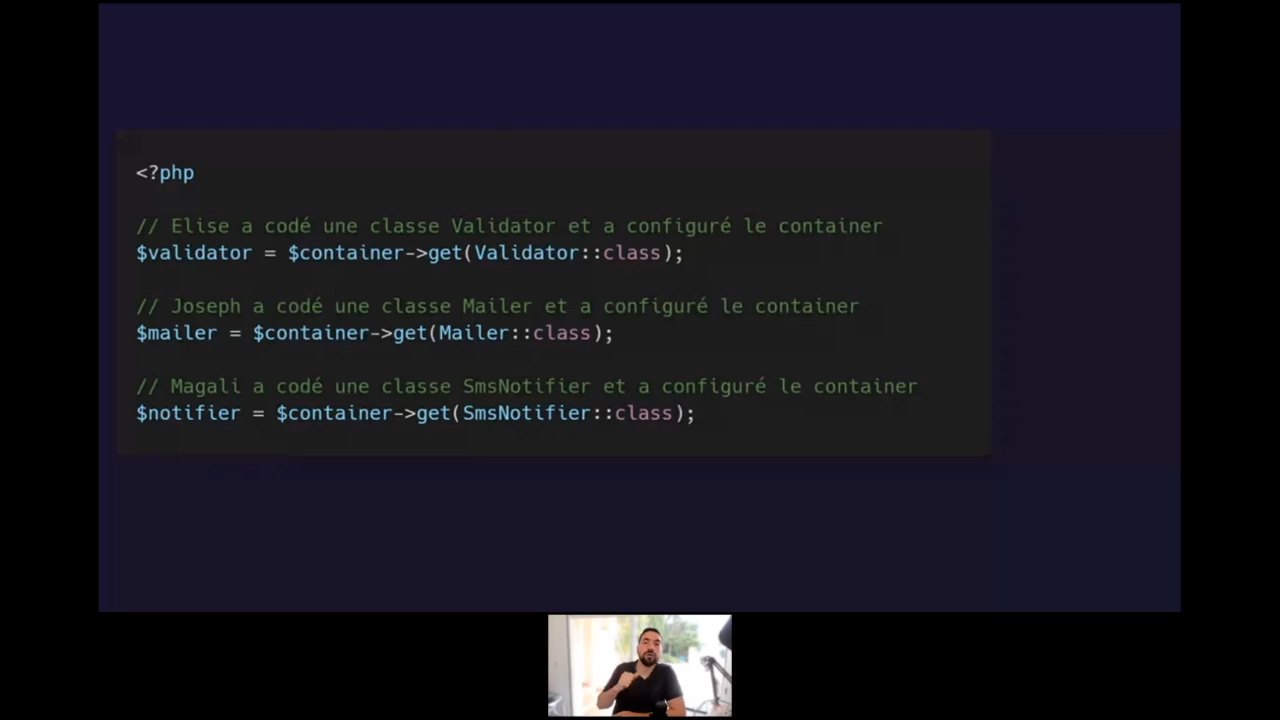 <?php
// Elise a codé une classe Validator et a configuré le container
$validator = $container->get(Validator::class);
// Joseph a codé une classe Mailer et a configuré le container
$mailer = $container->get(Mailer::class);
// Magali a codé une classe SmsNotifier et a configuré le container
$notifier = $container->get(SmsNotifier::class);